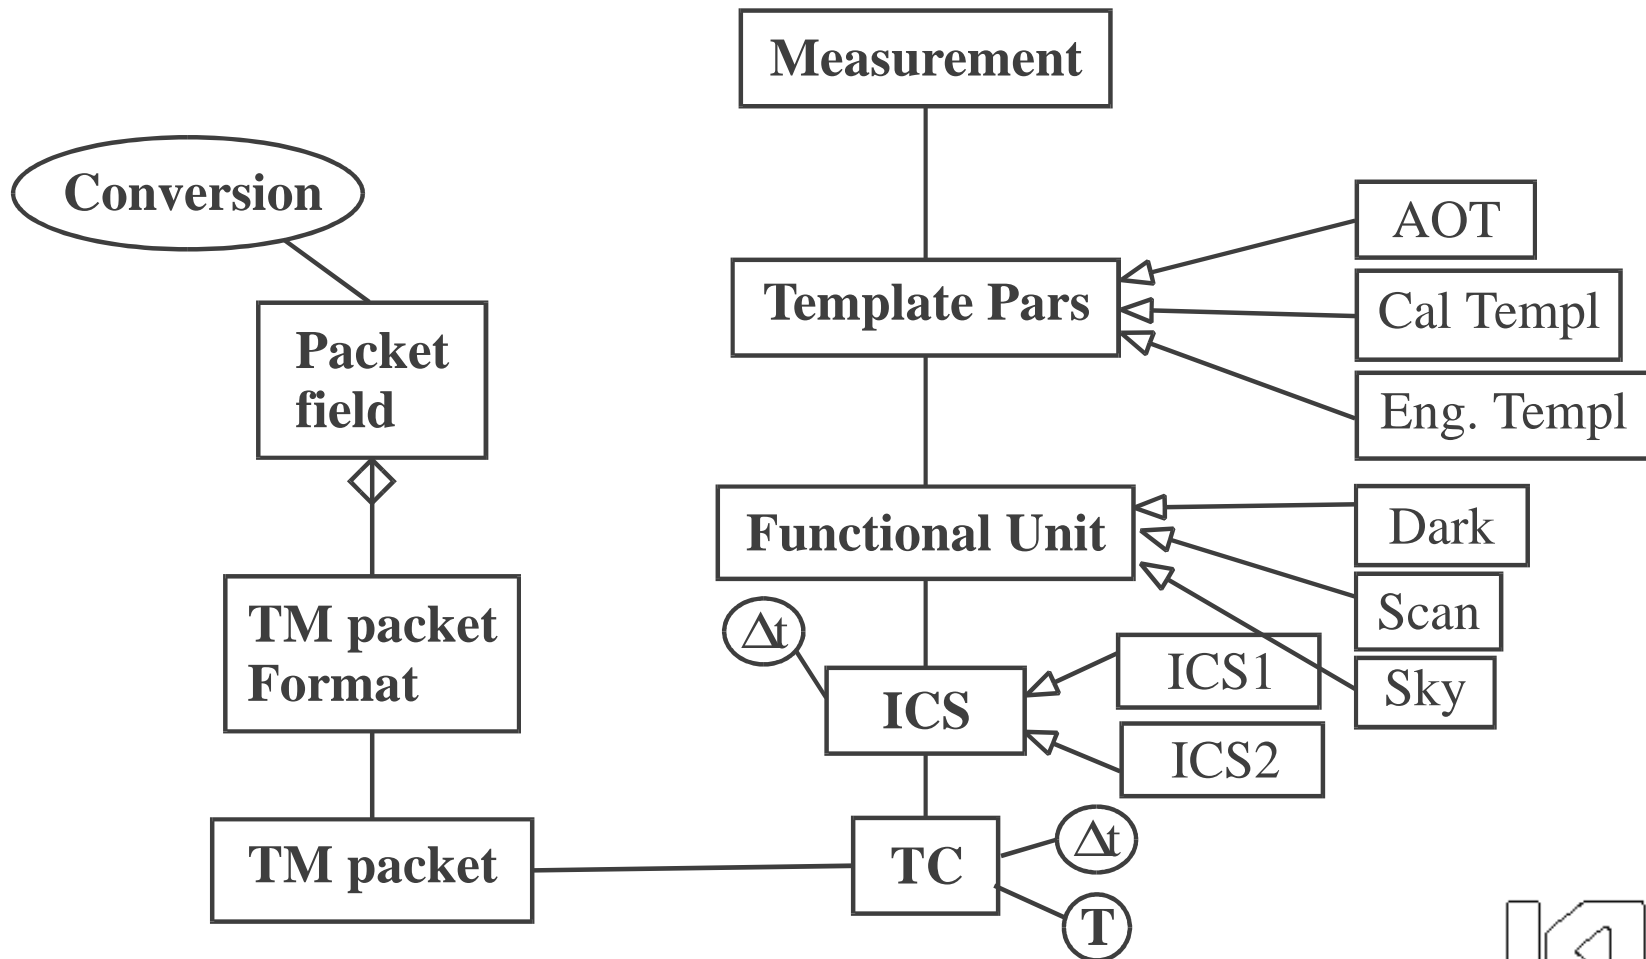 Measurement
Conversion
AOT
Template Pars
Cal Templ
Packet
field
Eng. Templ
Functional Unit
Dark
Δt
Scan
TM packet
Format
ICS
ICS1
Sky
ICS2
TM packet
TC
Δt
T